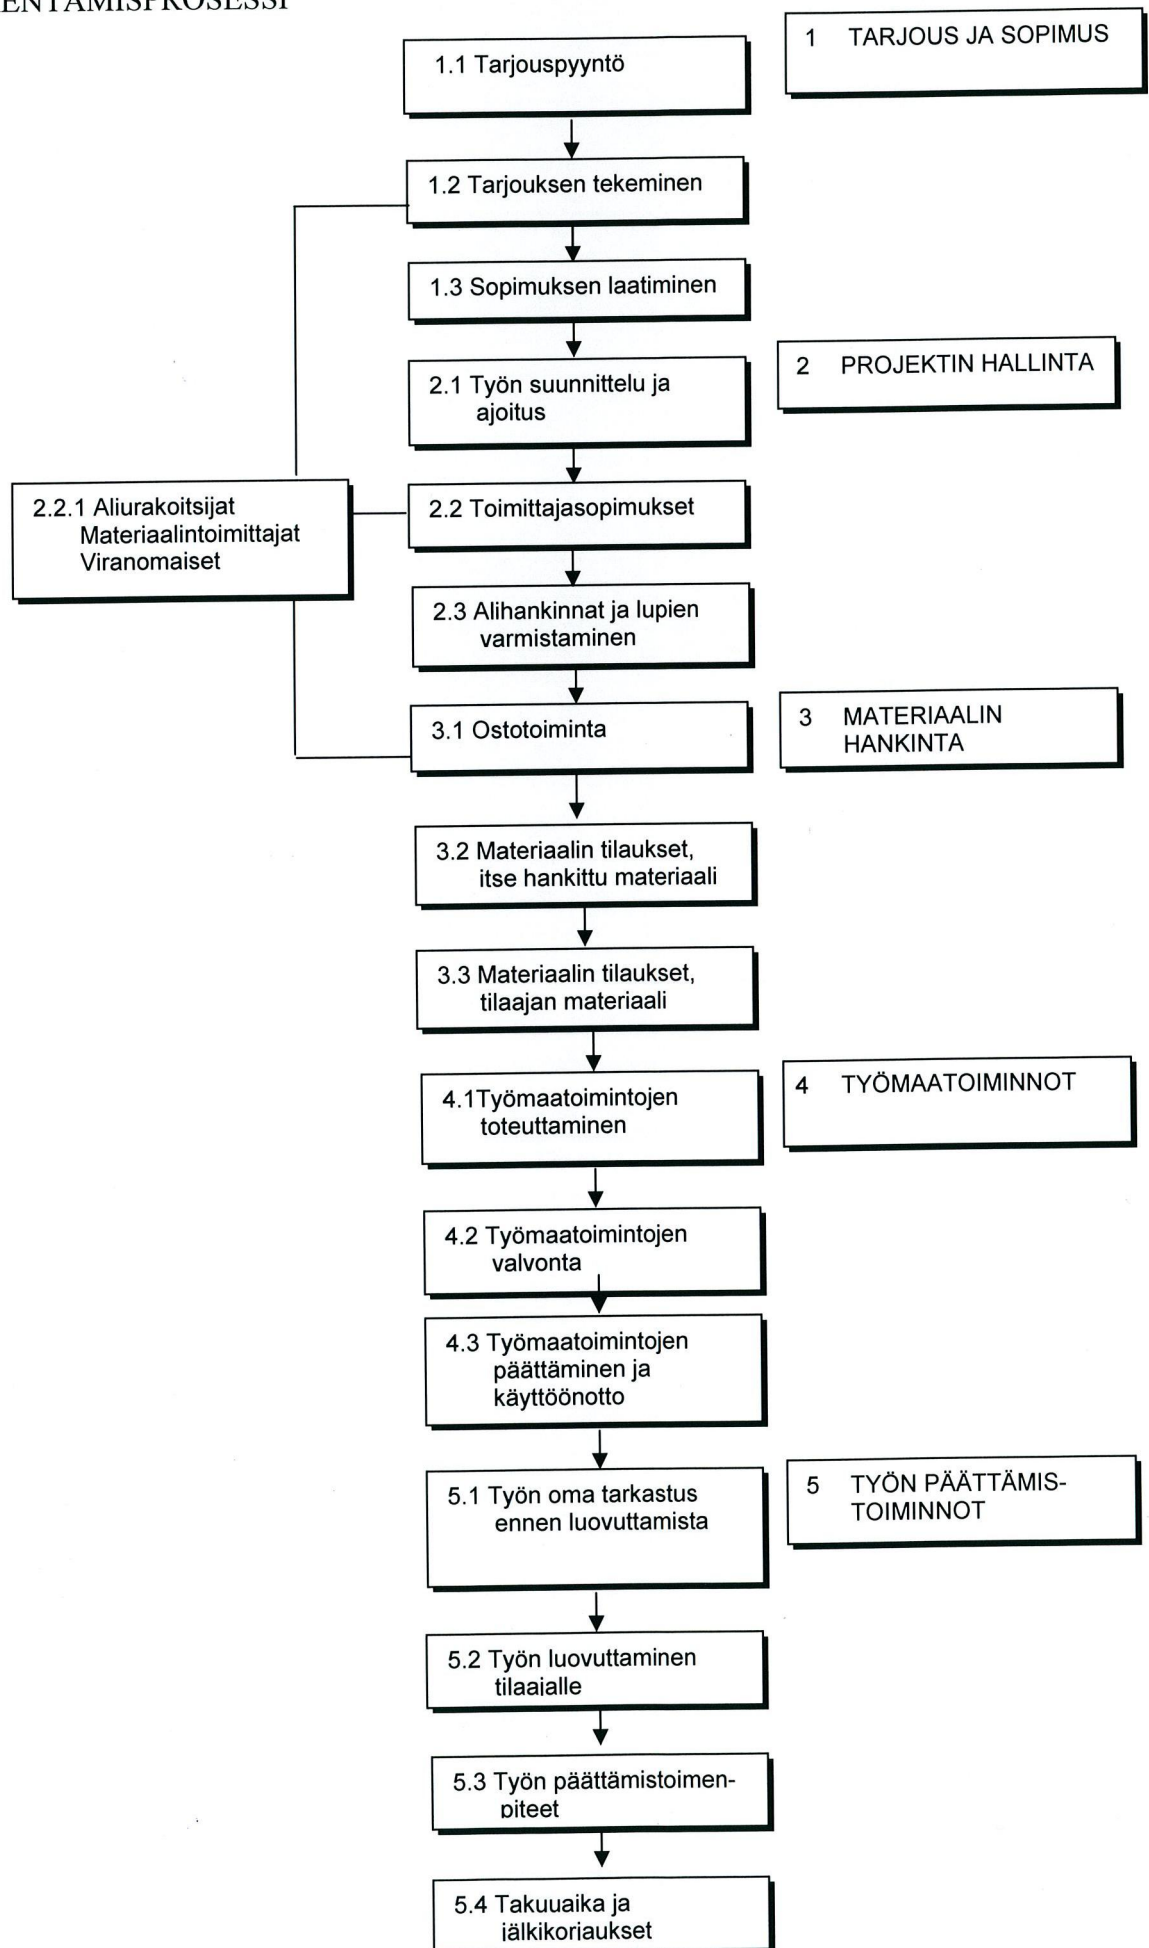 ENTÄMISPROSESSI
1 TARJOUS JA SOPIMUS
1.1 Tarjouspyyntö
1.2 Tarjouksen tekeminen
1.3 Sopimuksen laatiminen
2 PROJEKTIN HALLINTA
2.1 Työn suunnittelu ja
ajoitus
2.2.1 Aliurakoitsijat
Materiaalintoimittajat
Viranomaiset
2.2 Toimittajasopimukset
2.3 Alihankinnat ja lupien
varmistaminen
3 MATERIAALIN
HANKINTA
3.1 Ostotoiminta
3.2 Materiaalin tilaukset,
itse hankittu materiaali
3.3 Materiaalin tilaukset,
tilaajan materiaali
4 TYÖMAATOIMINNOT
4.1Työmaatoimintojen
toteuttaminen
4.2 Työmaatoimintojen
valvonta
4.3 Työmaatoimintojen
päättäminen ja
käyttöönotto
5 TYÖN PÄÄTTÄMIS-
TOIMINNOT
5.1 Työn oma tarkastus
ennen luovuttamista
5.2 Työn luovuttaminen
tilaajalle
5.3 Työn päättämistoimen-
piteet
5.4 Takuuaika ja
jälkikorjaukset